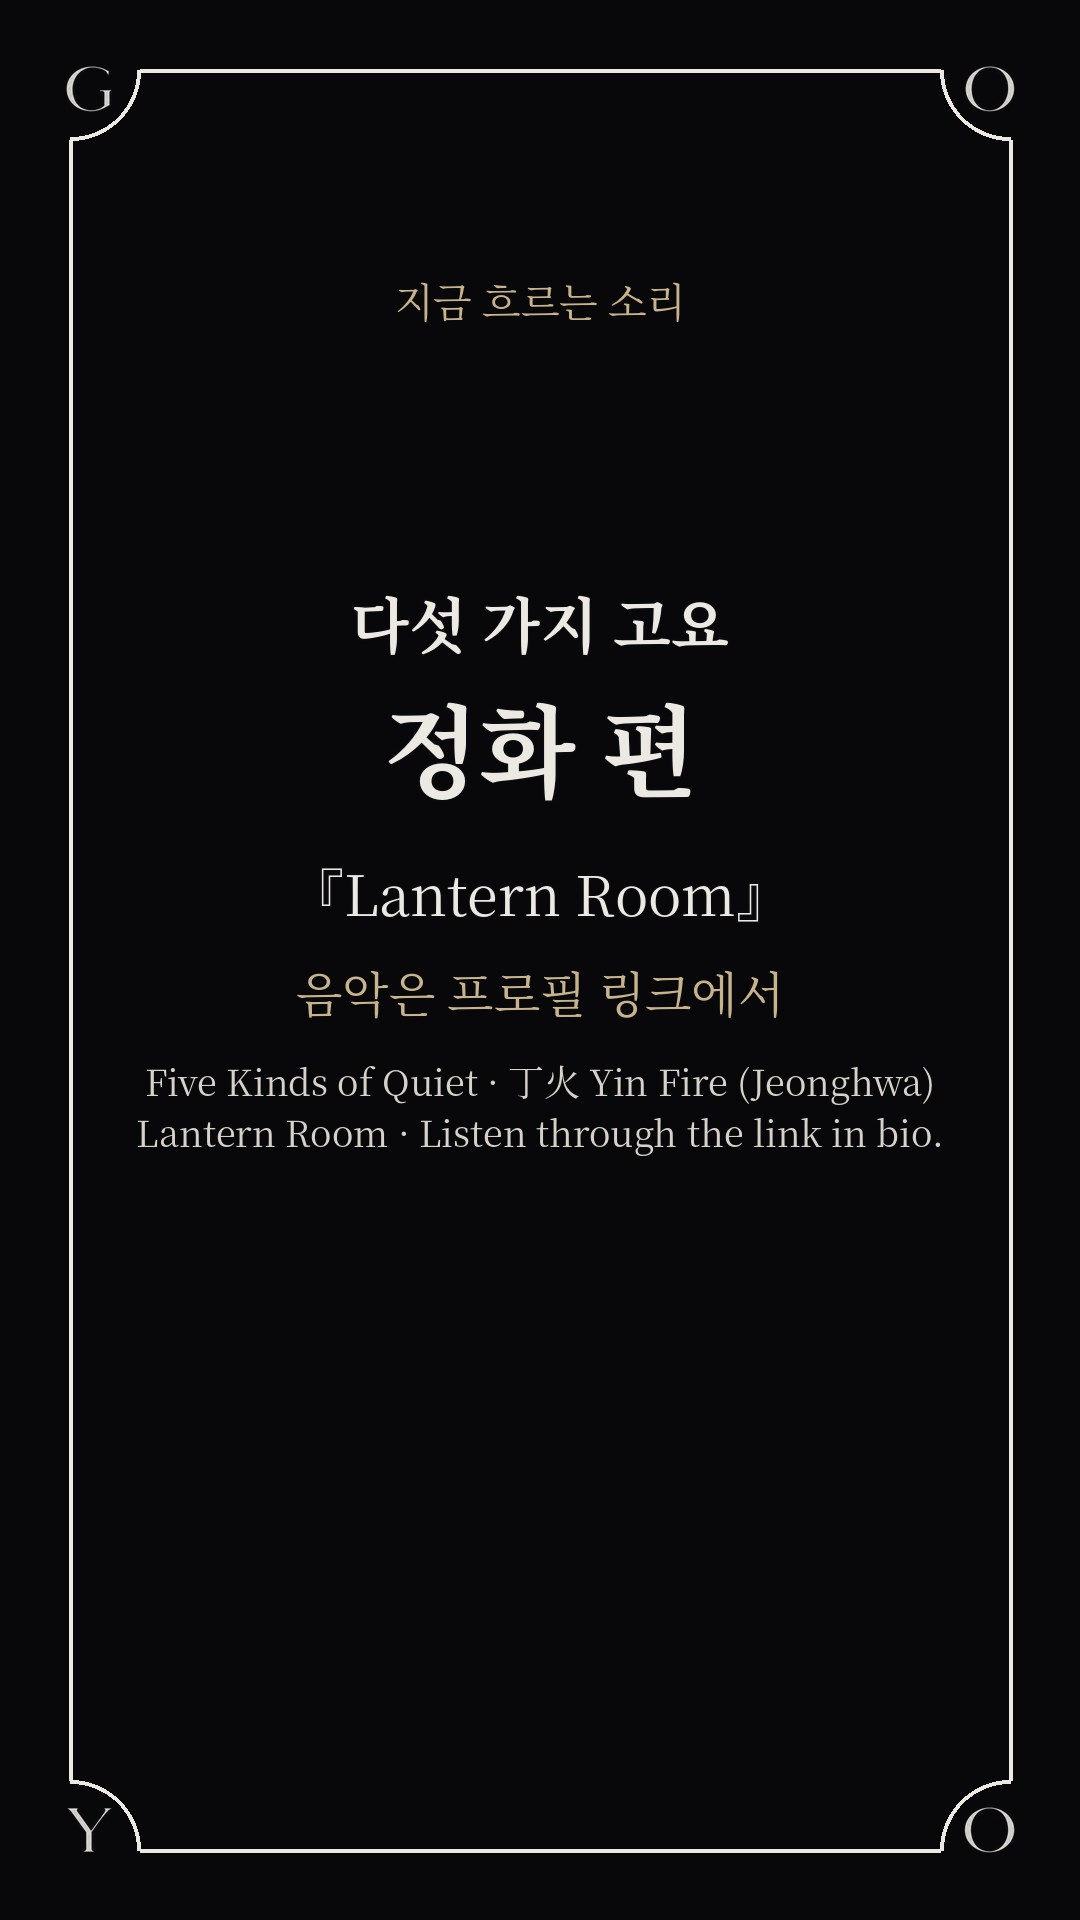 G O
지금 흐르는 소리
다섯 가지 고요
정화 편
『Lantern Room』
음악은 프로필 링크에서
Five Kinds of Quiet · 丁火 Yin Fire (Jeonghwa)
Lantern Room · Listen through the link in bio.
Y O